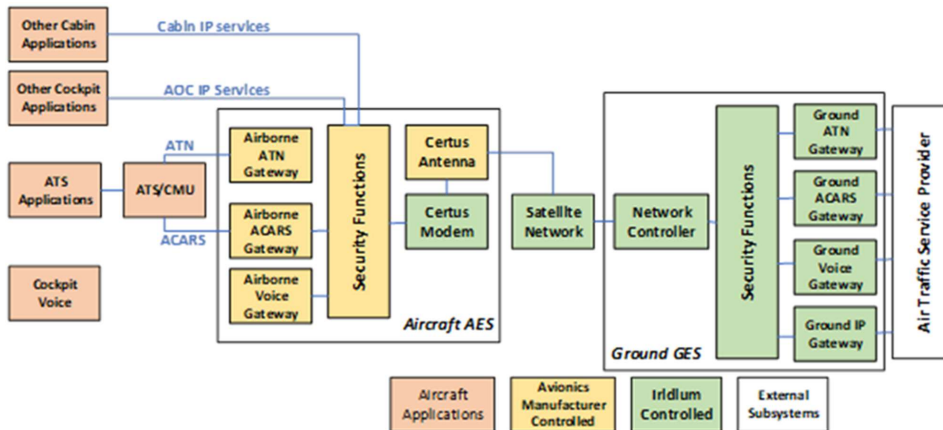 Other Cabin
Applications
Cabin IP services
Other Cockpit
Applications
AOC IP Services
ATS
Applications
ATS/CMU
ATN
ACARS
Cockpit
Voice
Airborne
ATN
Gateway
Airborne
ACARS
Gateway
Airborne
Voice
Gateway
Security Functions
Certus
Antenna
Certus
Modem
Aircraft AES
Satellite
Network
Network
Controller
Security Functions
Ground
ATN
Gateway
Ground
ACARS
Gateway
Ground
Voice
Gateway
Ground IP
Gateway
Ground GES
Air Traffic Service Provider
Aircraft
Applications
Avionics
Manufacturer
Controlled
Iridium
Controlled
External
Subsystems